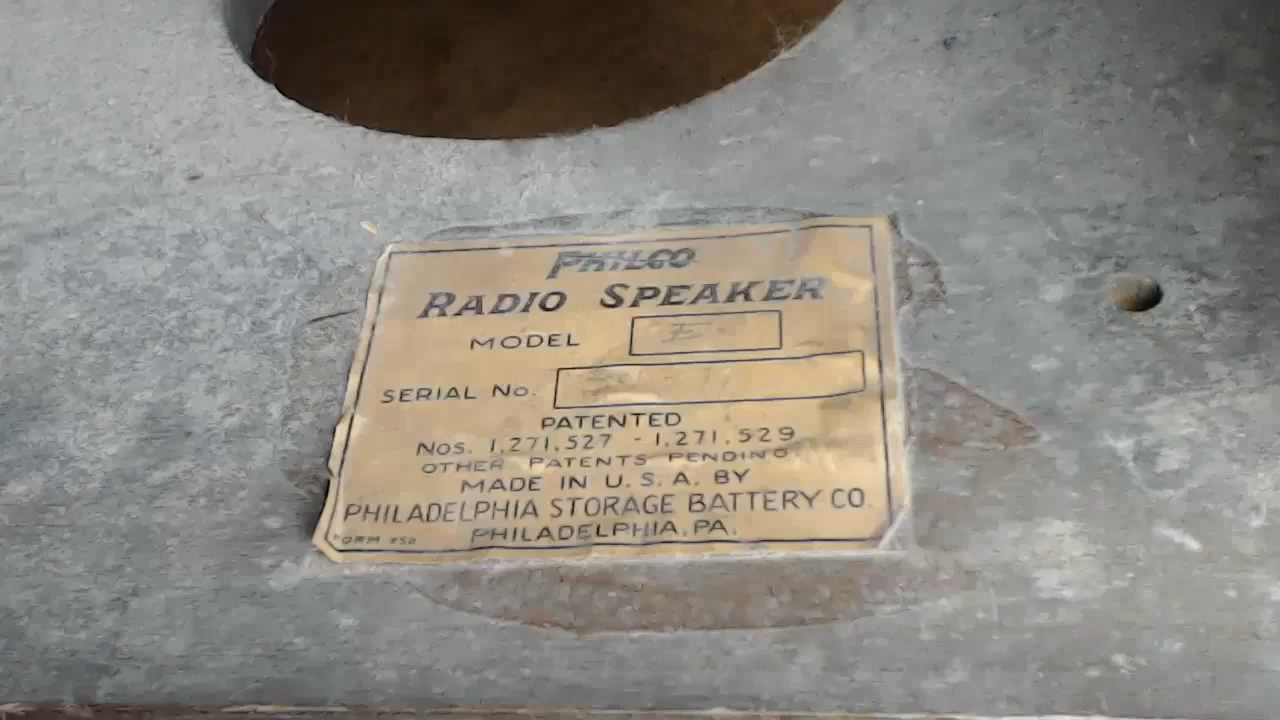 PHILCO
RADIO SPEAKER
MODEL
SERIAL No.
PATENTED
Nos. 1,271,527 - 1,271,529
OTHER PATENTS PENDING.
MADE IN U. S. A. BY
PHILADELPHIA STORAGE BATTERY CO.
PHILADELPHIA, PA.
FORM